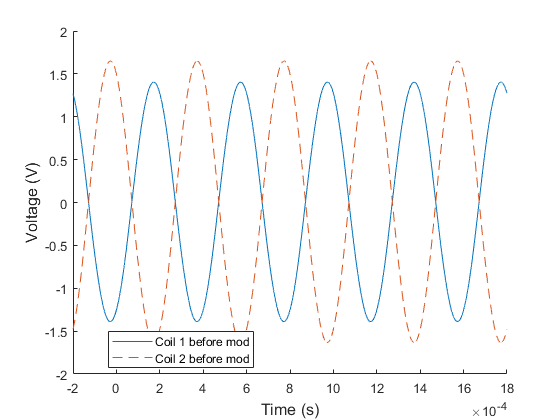 2
1.5
1
0.5
0
-0.5
-1
-1.5
-2
Voltage (V)
Coil 1 before mod
Coil 2 before mod
-2 0 2 4 6 8 10 12 14 16 18
Time (s)
×10-4